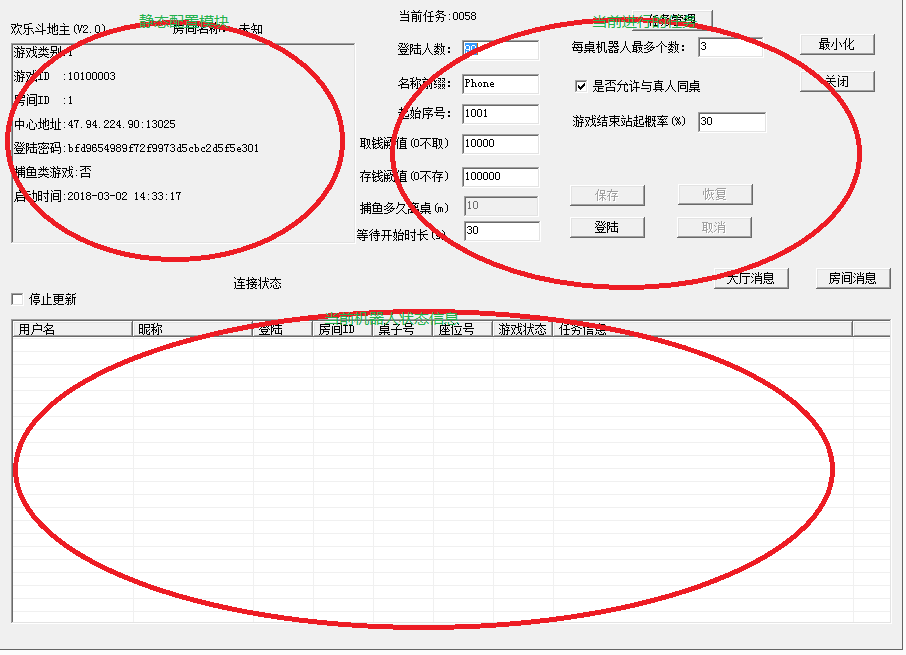 欢乐斗地主(V2.0) 房间名称: 未知
静态配置模块
游戏类别:1
游戏ID :10100003
房间ID :1
中心地址:47.94.224.90:13025
登陆密码:bfd9654989f72f9973d5cbc2d5f5e301
捕鱼类游戏:否
启动时间:2018-03-02 14:33:17
当前任务:0058
任务管理
登陆人数:
名称前缀: Phone
起始序号: 1001
取钱阈值(0不取) 10000
存钱阈值(0不存) 100000
捕鱼多久离桌(m) 10
等待开始时长(s) 30
每桌机器人最多个数: 3
是否允许与真人同桌
游戏结束站起概率(%) 30
保存 恢复
登陆 取消
最小化
关闭
大厅消息 房间消息
连接状态
停止更新
当前机器人状态信息
用户名 昵称 登陆 房间ID 桌子号 座位号 游戏状态 任务信息